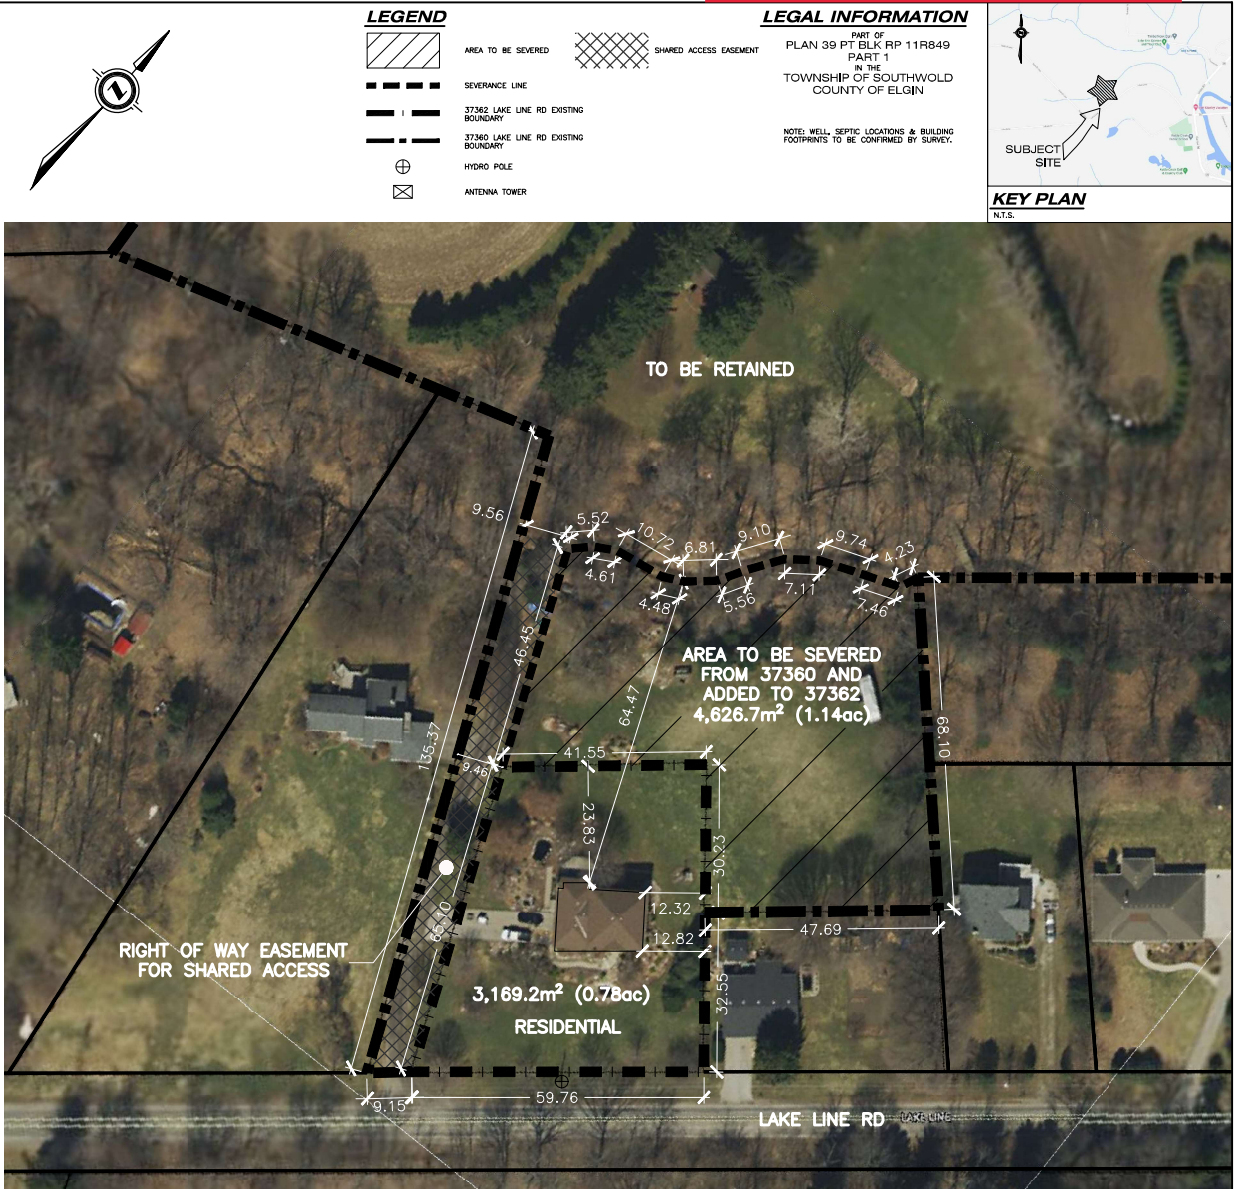 LEGEND
AREA TO BE SEVERED
SHARED ACCESS EASEMENT
SEVERANCE LINE
37362 LAKE LINE RD EXISTING
BOUNDARY
37360 LAKE LINE RD EXISTING
BOUNDARY
HYDRO POLE
ANTENNA TOWER
LEGAL INFORMATION
PART OF
PLAN 39 PT BLK RP 11R849
PART 1
IN THE
TOWNSHIP OF SOUTHWOLD
COUNTY OF ELGIN
NOTE: WELL, SEPTIC LOCATIONS & BUILDING
FOOTPRINTS TO BE CONFIRMED BY SURVEY.
SUBJECT
SITE
KEY PLAN
N.T.S.
TO BE RETAINED
9.56
5.52
10.72
6.81
9.10
9.74
4.23
4.61
4.48
5.56
7.11
7.46
46.45
64.47
AREA TO BE SEVERED
FROM 37360 AND
ADDED TO 37362
4,626.7m² (1.14ac)
135.37
68.10
41.55
9.46
23.83
30.23
12.32
65.10
47.69
12.82
RIGHT OF WAY EASEMENT
FOR SHARED ACCESS
3,169.2m² (0.78ac)
32.55
RESIDENTIAL
9.15
59.76
LAKE LINE RD
LAKE LINE